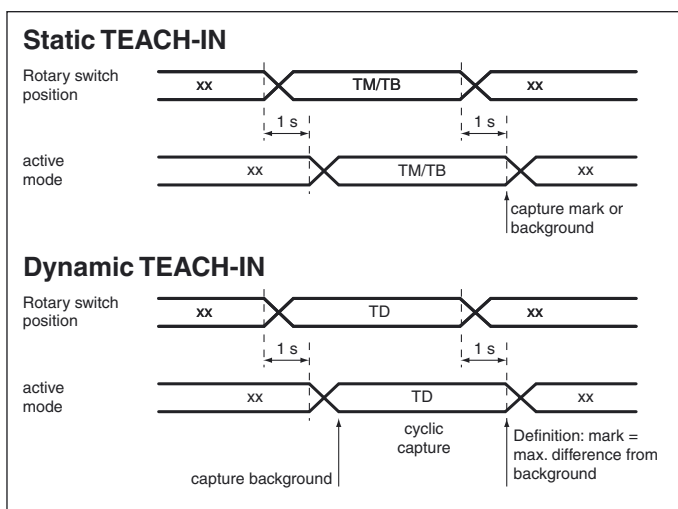 Static TEACH-IN
Rotary switch
position
xx
TM/TB
xx
1 s
1 s
active
mode
xx
TM/TB
xx
capture mark or
background
Dynamic TEACH-IN
Rotary switch
position
xx
TD
xx
1 s
1 s
active
mode
xx
TD
xx
cyclic
capture
Definition: mark =
max. difference from
background
capture background